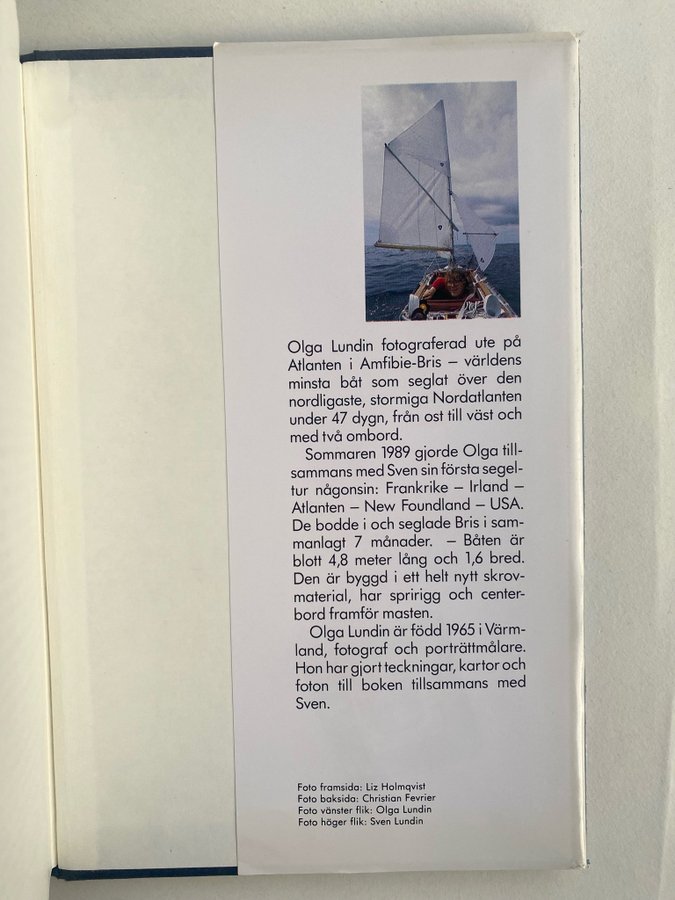 Olga Lundin fotograferad ute på
Atlanten i Amfibie-Bris – världens
minsta båt som seglat över den
nordligaste, stormiga Nordatlanten
under 47 dygn, från ost till väst och
med två ombord.
Sommaren 1989 gjorde Olga till-
sammans med Sven sin första segel-
tur någonsin: Frankrike – Irland –
Atlanten – New Foundland – USA.
De bodde i och seglade Bris i sam-
manlagt 7 månader. – Båten är
blott 4,8 meter lång och 1,6 bred.
Den är byggd i ett helt nytt skrov-
material, har spririgg och center-
bord framför masten.
Olga Lundin är född 1965 i Värm-
land, fotograf och porträttmålare.
Hon har gjort teckningar, kartor och
foton till boken tillsammans med
Sven.
Foto framsida: Liz Holmqvist
Foto baksida: Christian Fevrier
Foto vänster flik: Olga Lundin
Foto höger flik: Sven Lundin